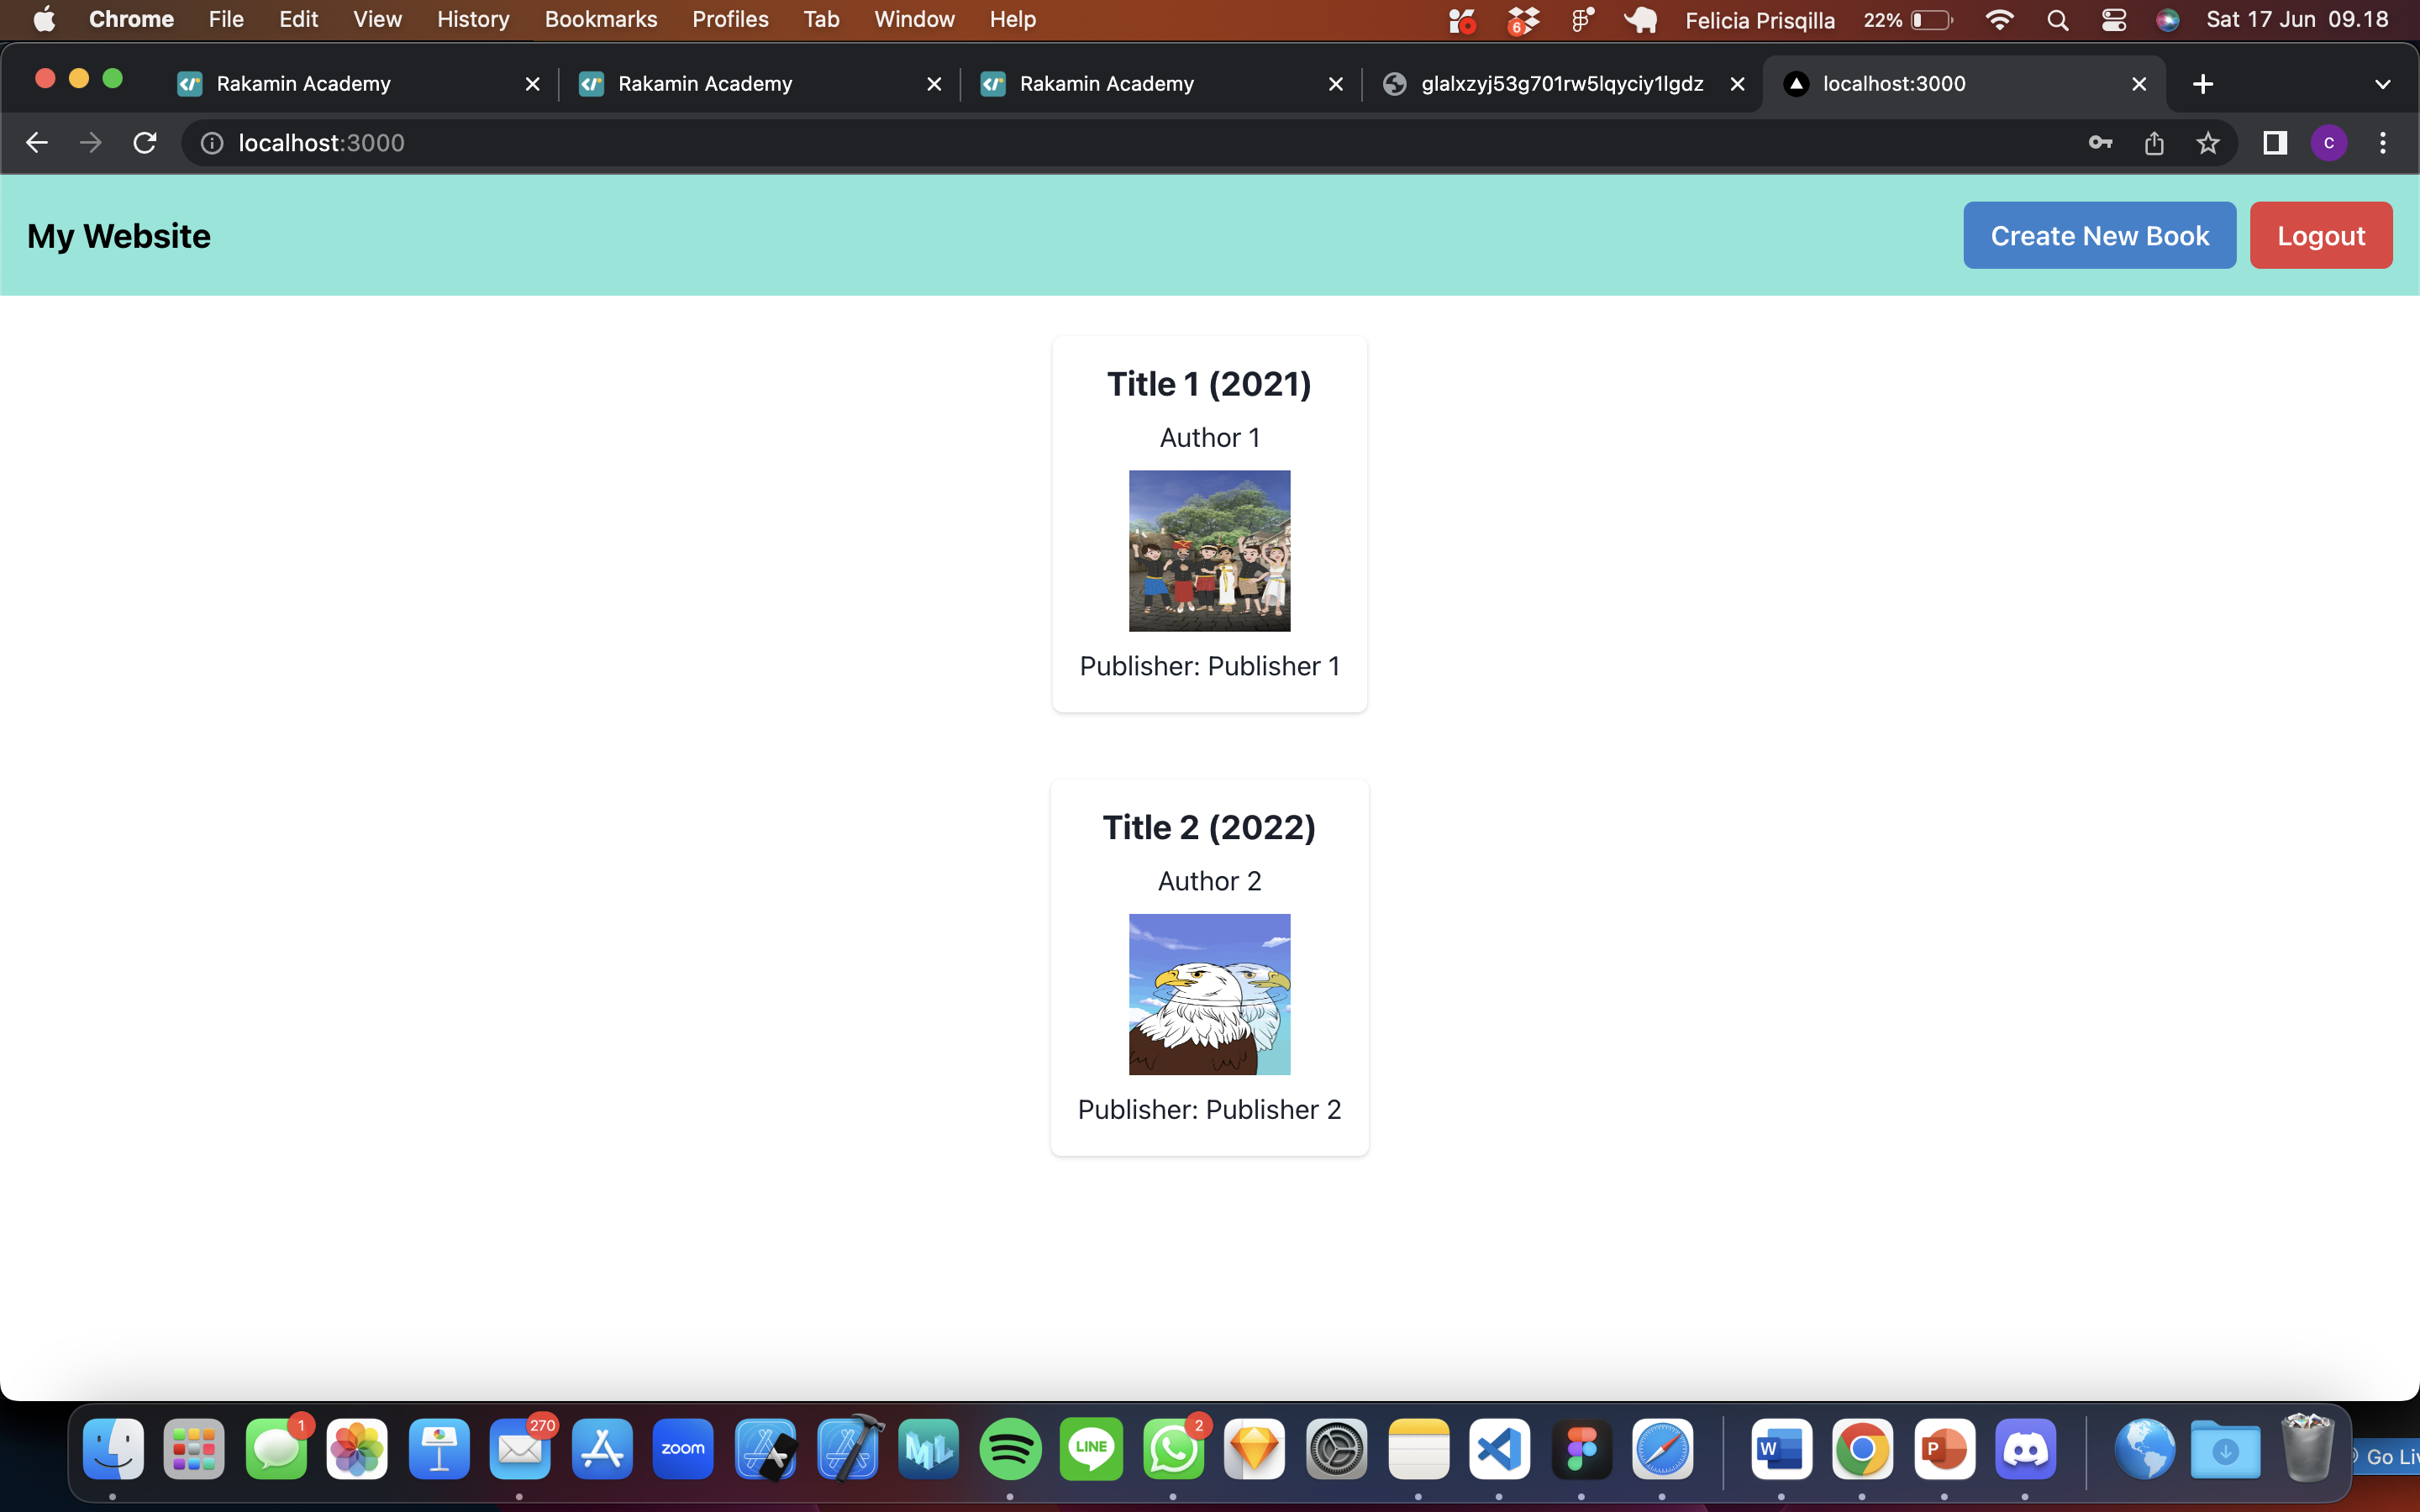 Chrome File Edit View History Bookmarks Profiles Tab Window Help 6 Felicia Prisqilla 22% Sat 17 Jun 09.18
Rakamin Academy Rakamin Academy Rakamin Academy glalxzyj53g701rw5lqyciy1lgdz localhost:3000
localhost:3000 C
My Website Create New Book Logout
Title 1 (2021)
Author 1
Publisher: Publisher 1
Title 2 (2022)
Author 2
Publisher: Publisher 2
1 270 2
zoom ML LINE W P Go Liv